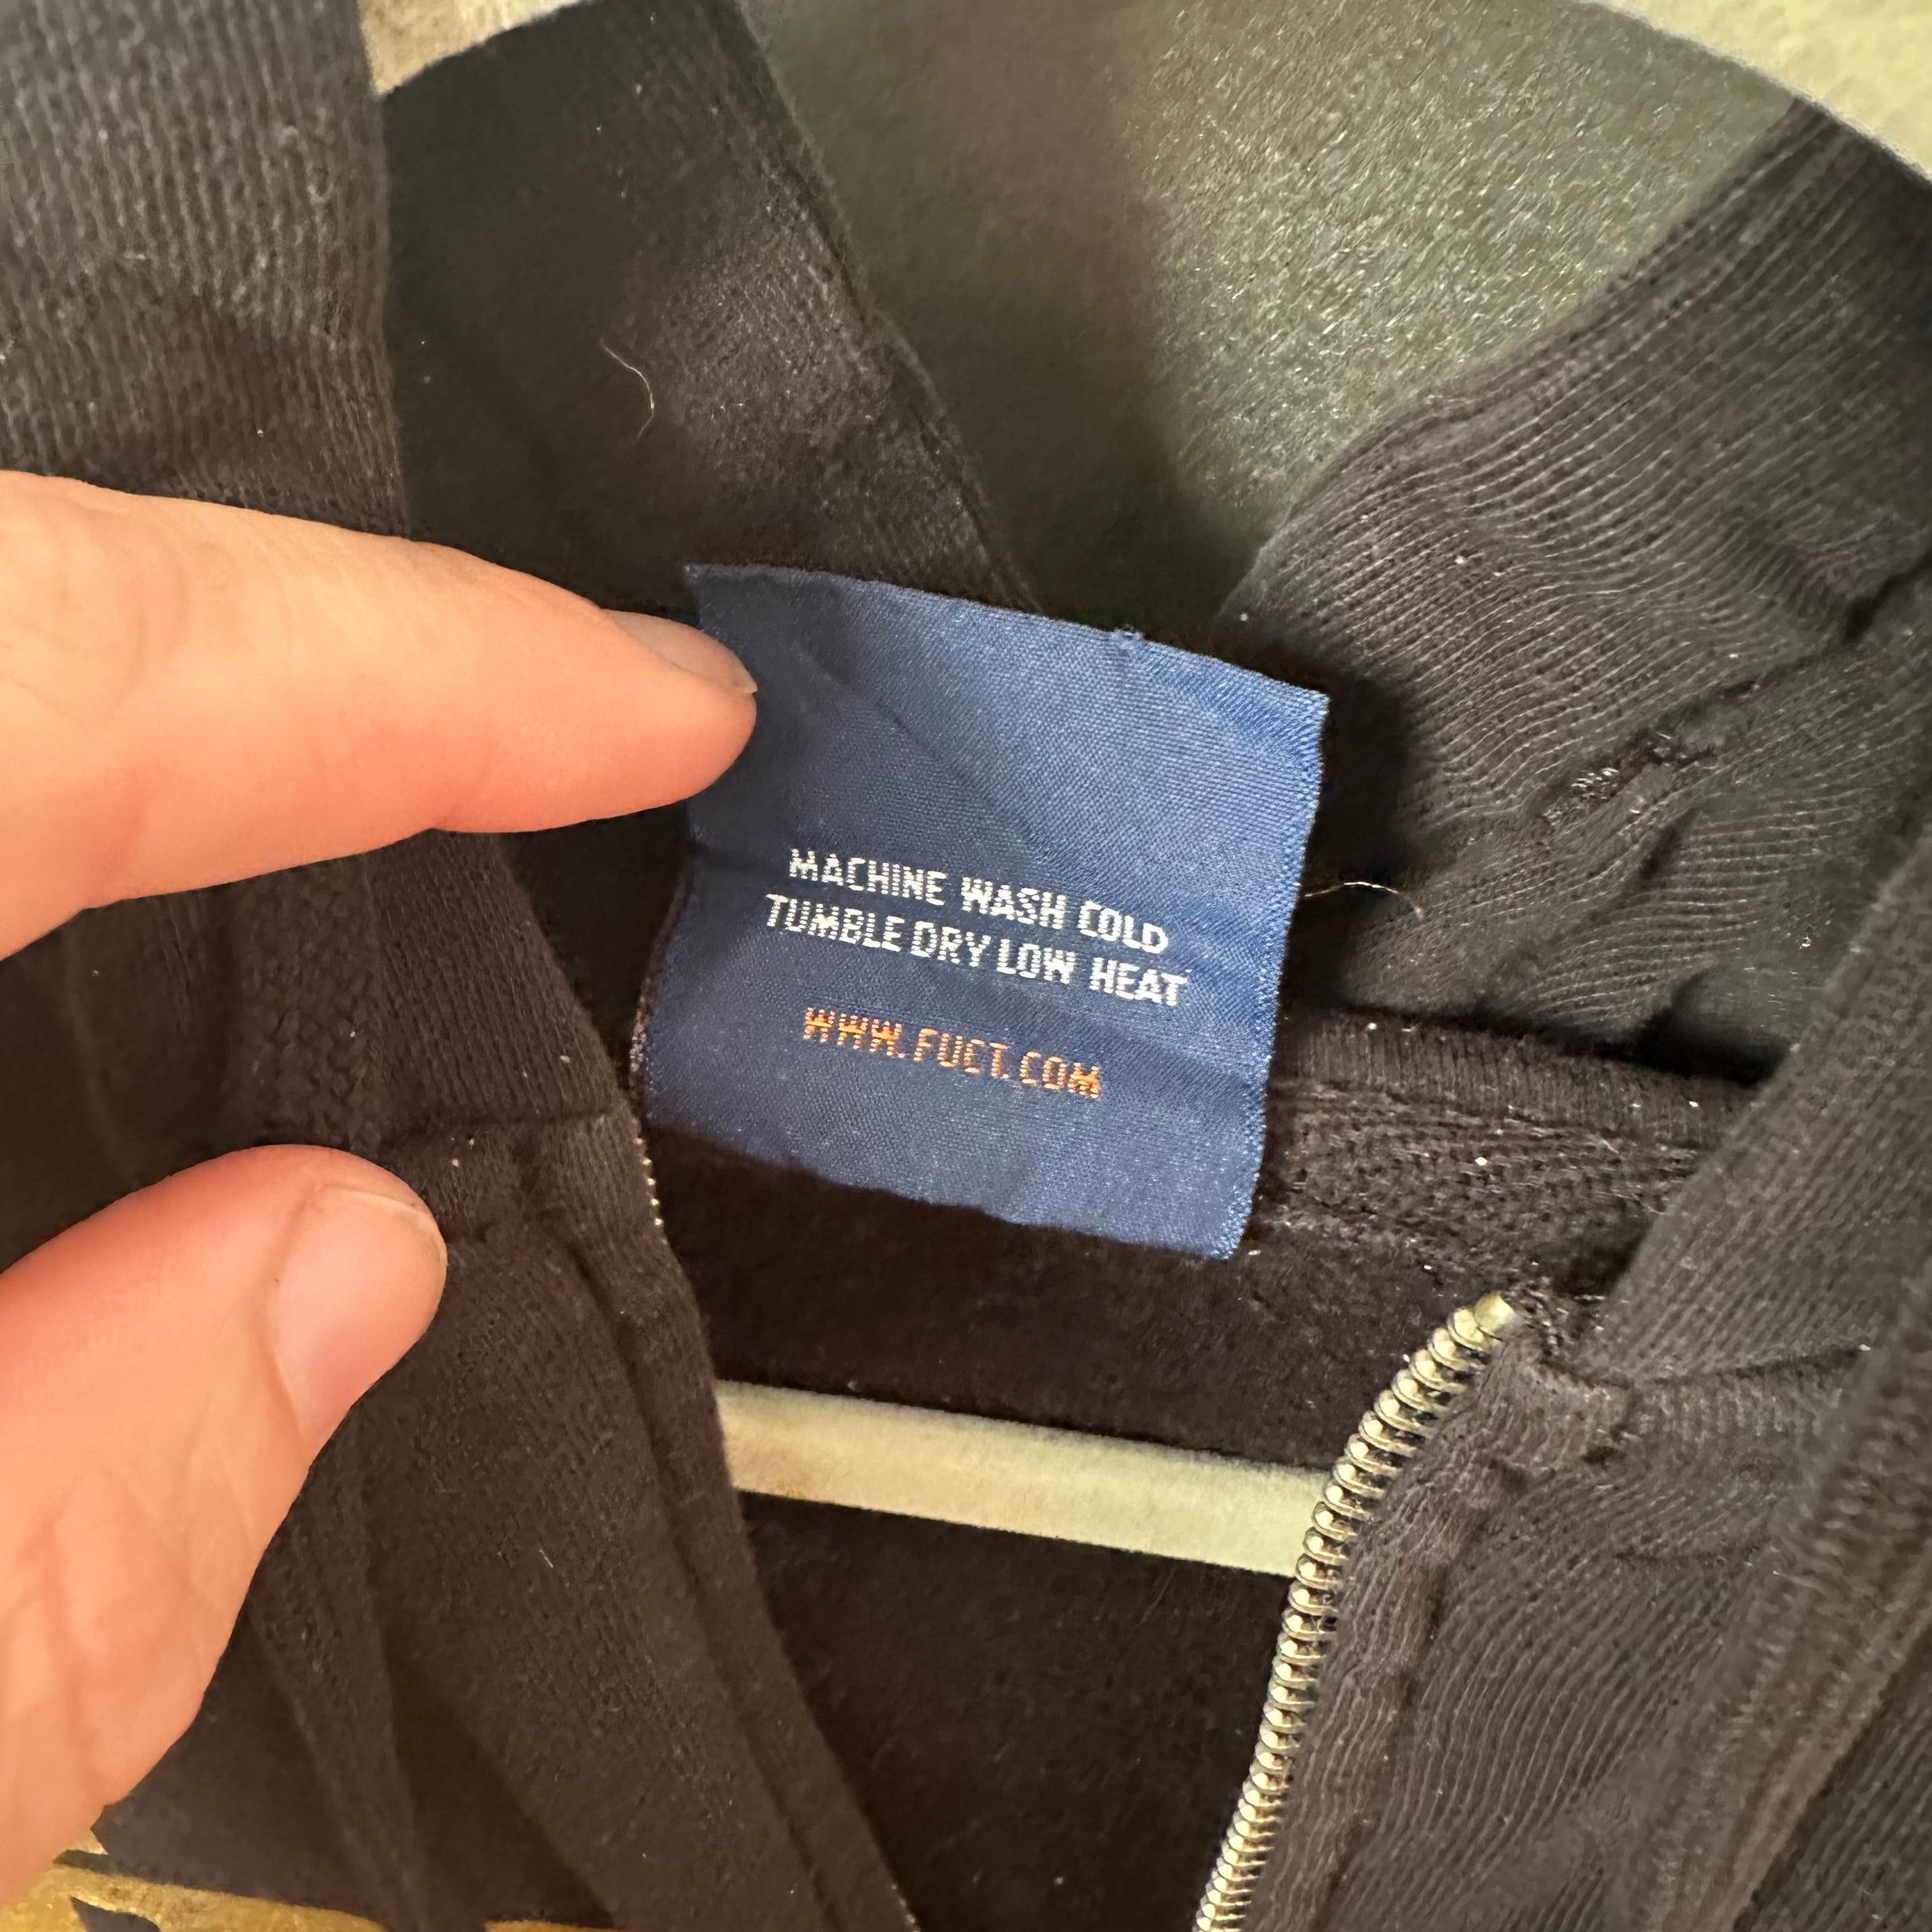 MACHINE WASH COLD
TUMBLE DRY LOW HEAT
WWW.FUCT.COM